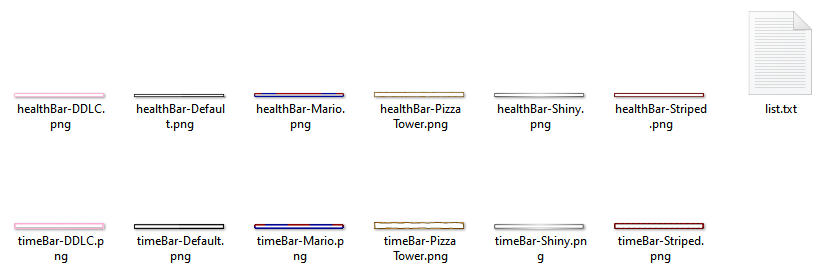 healthBar-DDLC.
png
healthBar-Defaul
t.png
healthBar-Mario.
png
healthBar-Pizza
Tower.png
healthBar-Shiny.
png
healthBar-Striped
.png
list.txt
timeBar-DDLC.p
ng
timeBar-Default.
png
timeBar-Mario.p
ng
timeBar-Pizza
Tower.png
timeBar-Shiny.pn
g
timeBar-Striped.
png